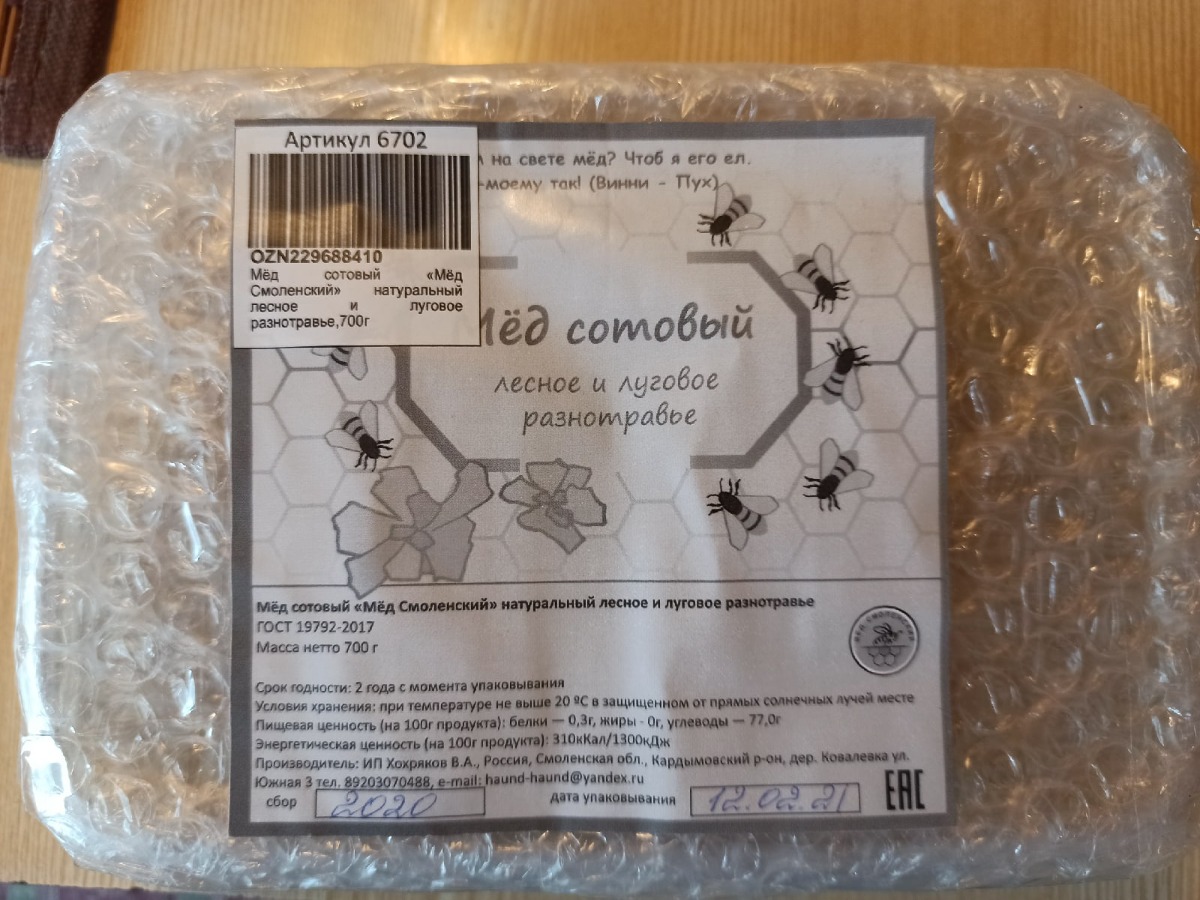 Артикул 6702
на свете мёд? Чтоб я его ел.
-моему так! (Винни - Пух)
OZN229688410
Мёд сотовый «Мёд
Смоленский» натуральный
лесное и луговое
разнотравье,700г
Мёд сотовый
лесное и луговое
разнотравье
Мёд сотовый «Мёд Смоленский» натуральный лесное и луговое разнотравье
ГОСТ 19792-2017
Масса нетто 700 г
МЁД СМОЛЕНСКИЙ
Срок годности: 2 года с момента упаковывания
Условия хранения: при температуре не выше 20 ºС в защищенном от прямых солнечных лучей месте
Пищевая ценность (на 100г продукта): белки — 0,3г, жиры - 0г, углеводы — 77,0г
Энергетическая ценность (на 100г продукта): 310кКал/1300кДж
Производитель: ИП Хохряков В.А., Россия, Смоленская обл., Кардымовский р-он, дер. Ковалевка ул.
Южная 3 тел. 89203070488, e-mail: haund-haund@yandex.ru
сбор 2020 дата упаковывания 12.02.21 EAC